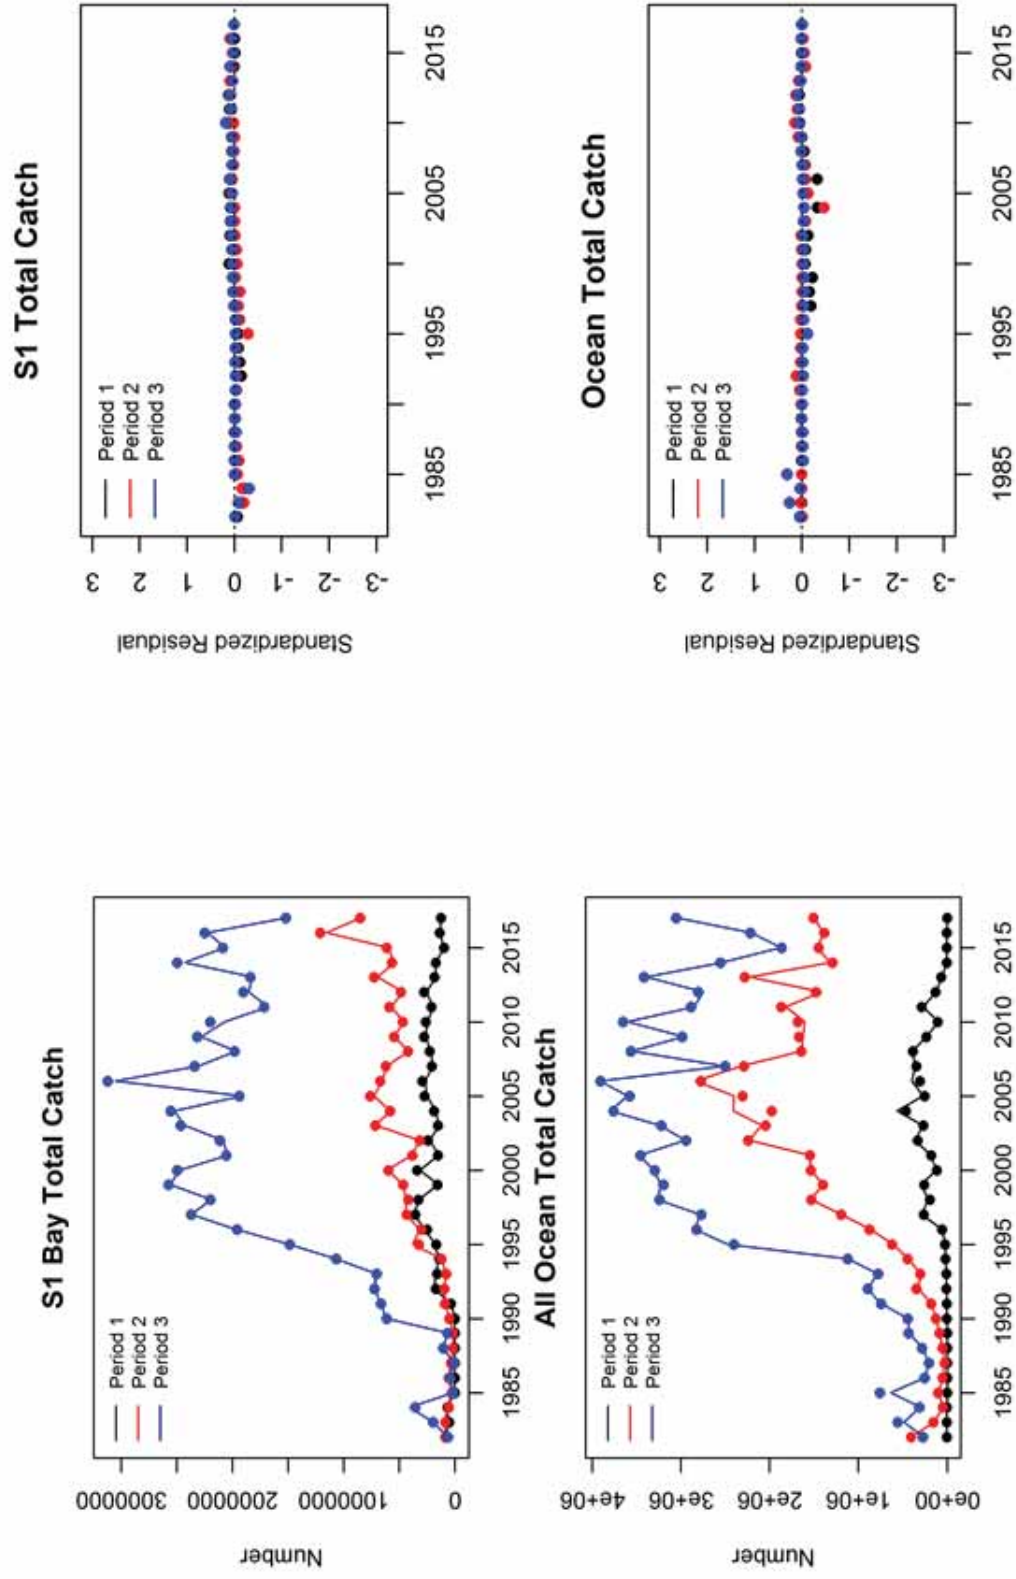 S1 Bay Total Catch
Number
3000000
2000000
1000000
0
Period 1
Period 2
Period 3
1985
1990
1995
2000
2005
2010
2015
S1 Total Catch
Standardized Residual
3
2
1
0
-1
-2
-3
Period 1
Period 2
Period 3
1985
1995
2005
2015
All Ocean Total Catch
Number
4e+06
3e+06
2e+06
1e+06
0e+00
Period 1
Period 2
Period 3
1985
1990
1995
2000
2005
2010
2015
Ocean Total Catch
Standardized Residual
3
2
1
0
-1
-2
-3
Period 1
Period 2
Period 3
1985
1995
2005
2015